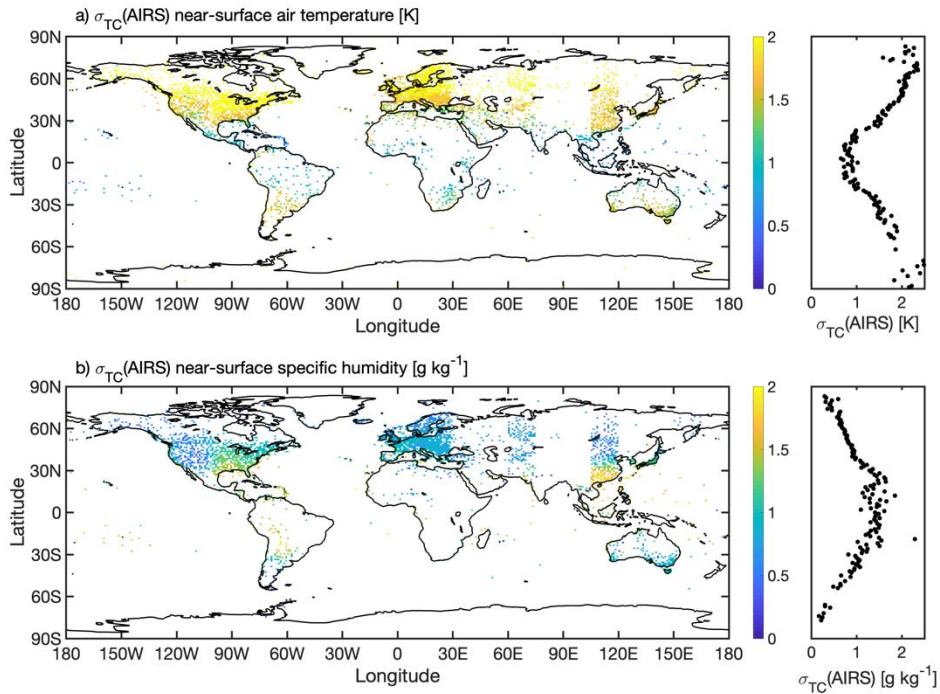 a) σTC(AIRS) near-surface air temperature [K]
90N
60N
30N
0
30S
60S
90S
Latitude
180 150W 120W 90W 60W 30W 0 30E 60E 90E 120E 150E 180
Longitude
2
1.5
1
0.5
0
0 1 2
σTC(AIRS) [K]
b) σTC(AIRS) near-surface specific humidity [g kg-1]
90N
60N
30N
0
30S
60S
90S
Latitude
180 150W 120W 90W 60W 30W 0 30E 60E 90E 120E 150E 180
Longitude
2
1.5
1
0.5
0
0 1 2
σTC(AIRS) [g kg-1]